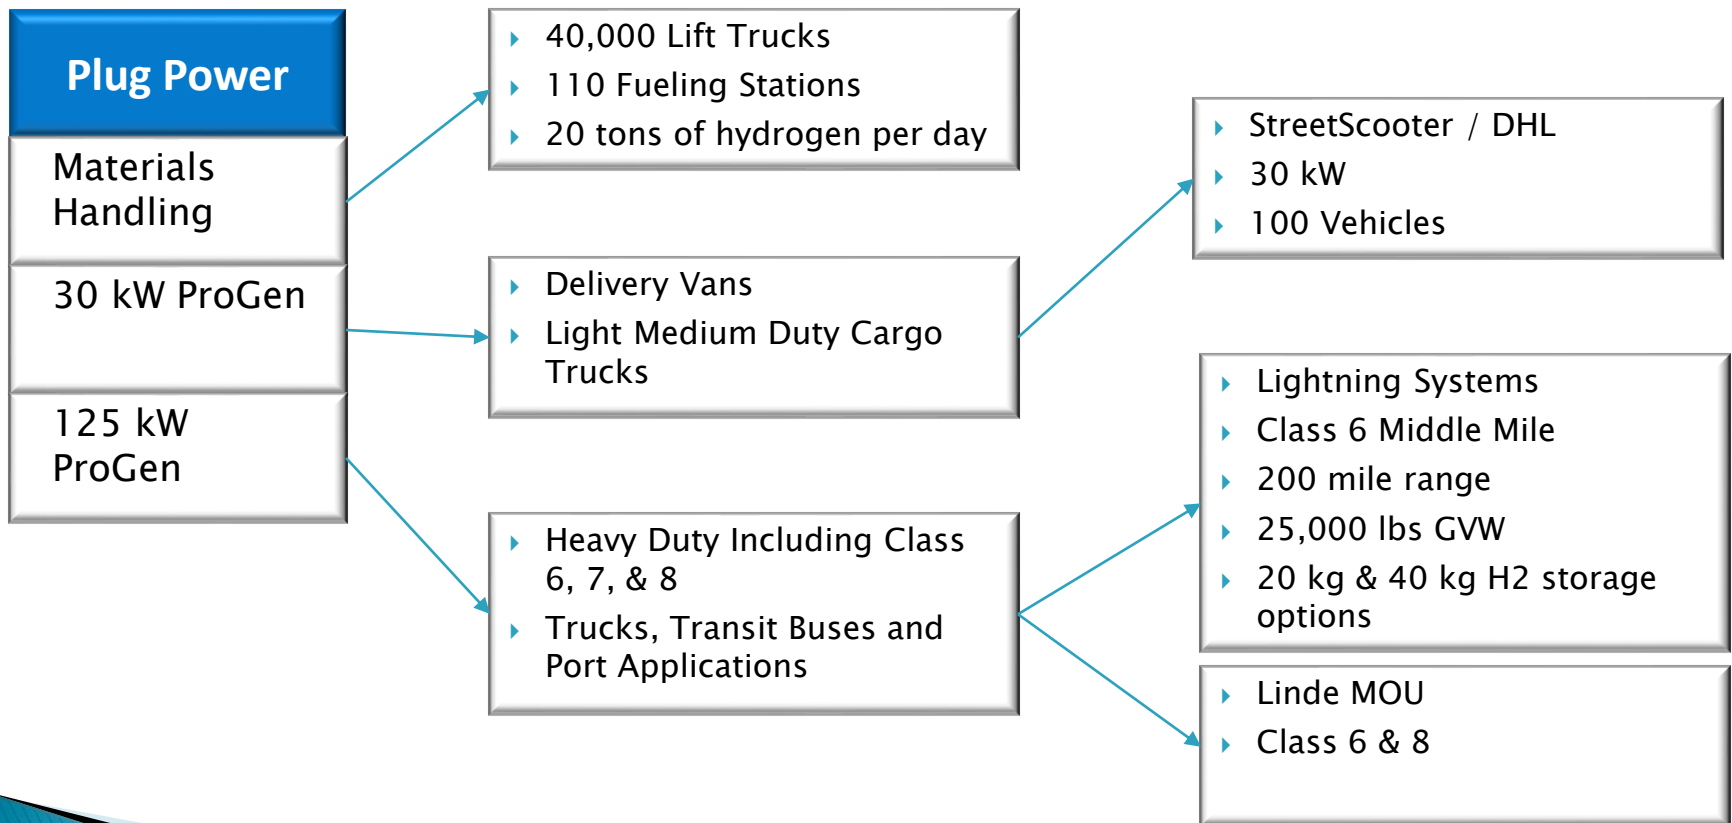 Plug Power
Materials
Handling
30 kW ProGen
125 kW
ProGen
40,000 Lift Trucks
110 Fueling Stations
20 tons of hydrogen per day
Delivery Vans
Light Medium Duty Cargo
Trucks
Heavy Duty Including Class
6, 7, & 8
Trucks, Transit Buses and
Port Applications
StreetScooter / DHL
30 kW
100 Vehicles
Lightning Systems
Class 6 Middle Mile
200 mile range
25,000 lbs GVW
20 kg & 40 kg H2 storage
options
Linde MOU
Class 6 & 8